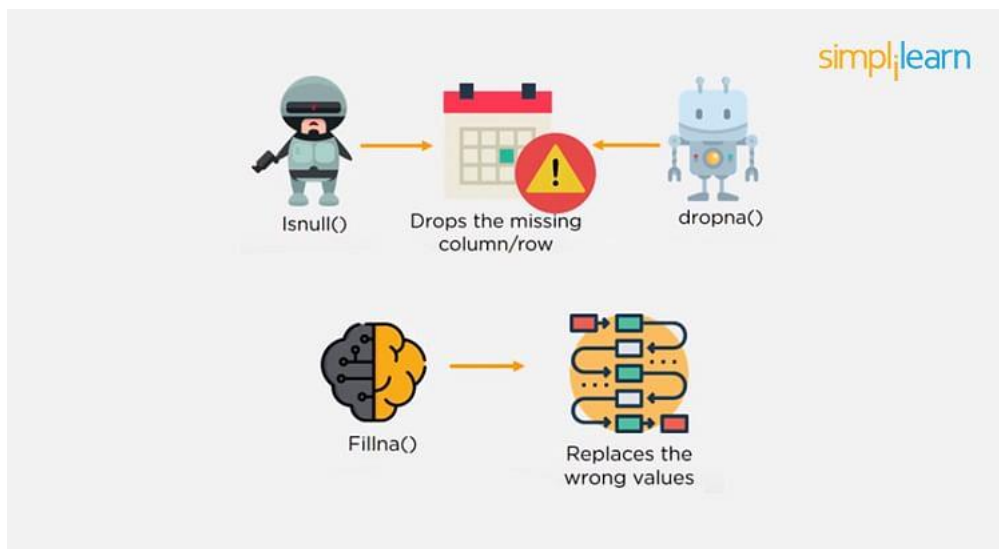 simplilearn
Isnull()
Drops the missing
column/row
dropna()
Fillna()
Replaces the
wrong values